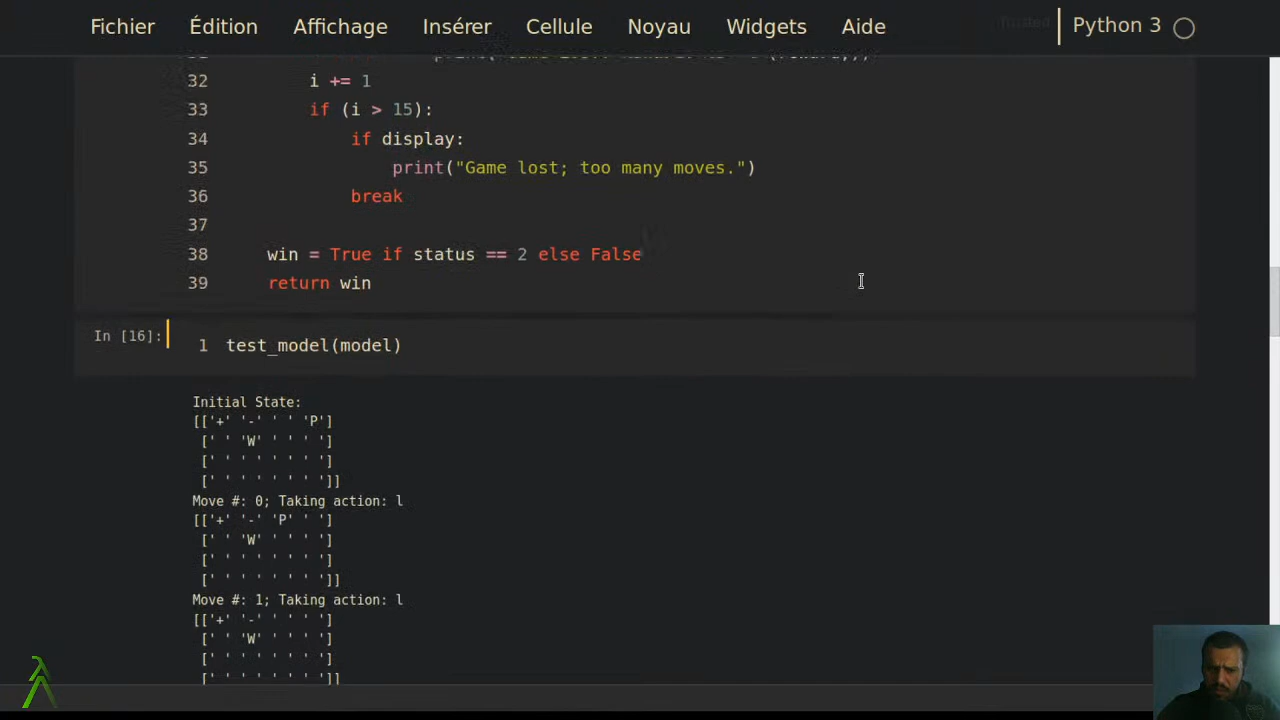 Fichier Édition Affichage Insérer Cellule Noyau Widgets Aide Trusted Python 3
32 i += 1
33 if (i > 15):
34 if display:
35 print("Game lost; too many moves.")
36 break
37
38 win = True if status == 2 else False
39 return win
In [16]: 1 test_model(model)
Initial State:
[['+' '-' ' ' 'P']
[' ' 'W' ' ' ' ']
[' ' ' ' ' ' ' ']
[' ' ' ' ' ' ' ']]
Move #: 0; Taking action: l
[['+' '-' 'P' ' ']
[' ' 'W' ' ' ' ']
[' ' ' ' ' ' ' ']
[' ' ' ' ' ' ' ']]
Move #: 1; Taking action: l
[['+' '-' ' ' ' ']
[' ' 'W' ' ' ' ']
[' ' ' ' ' ' ' ']
[' ' ' ' ' ' ' ']]